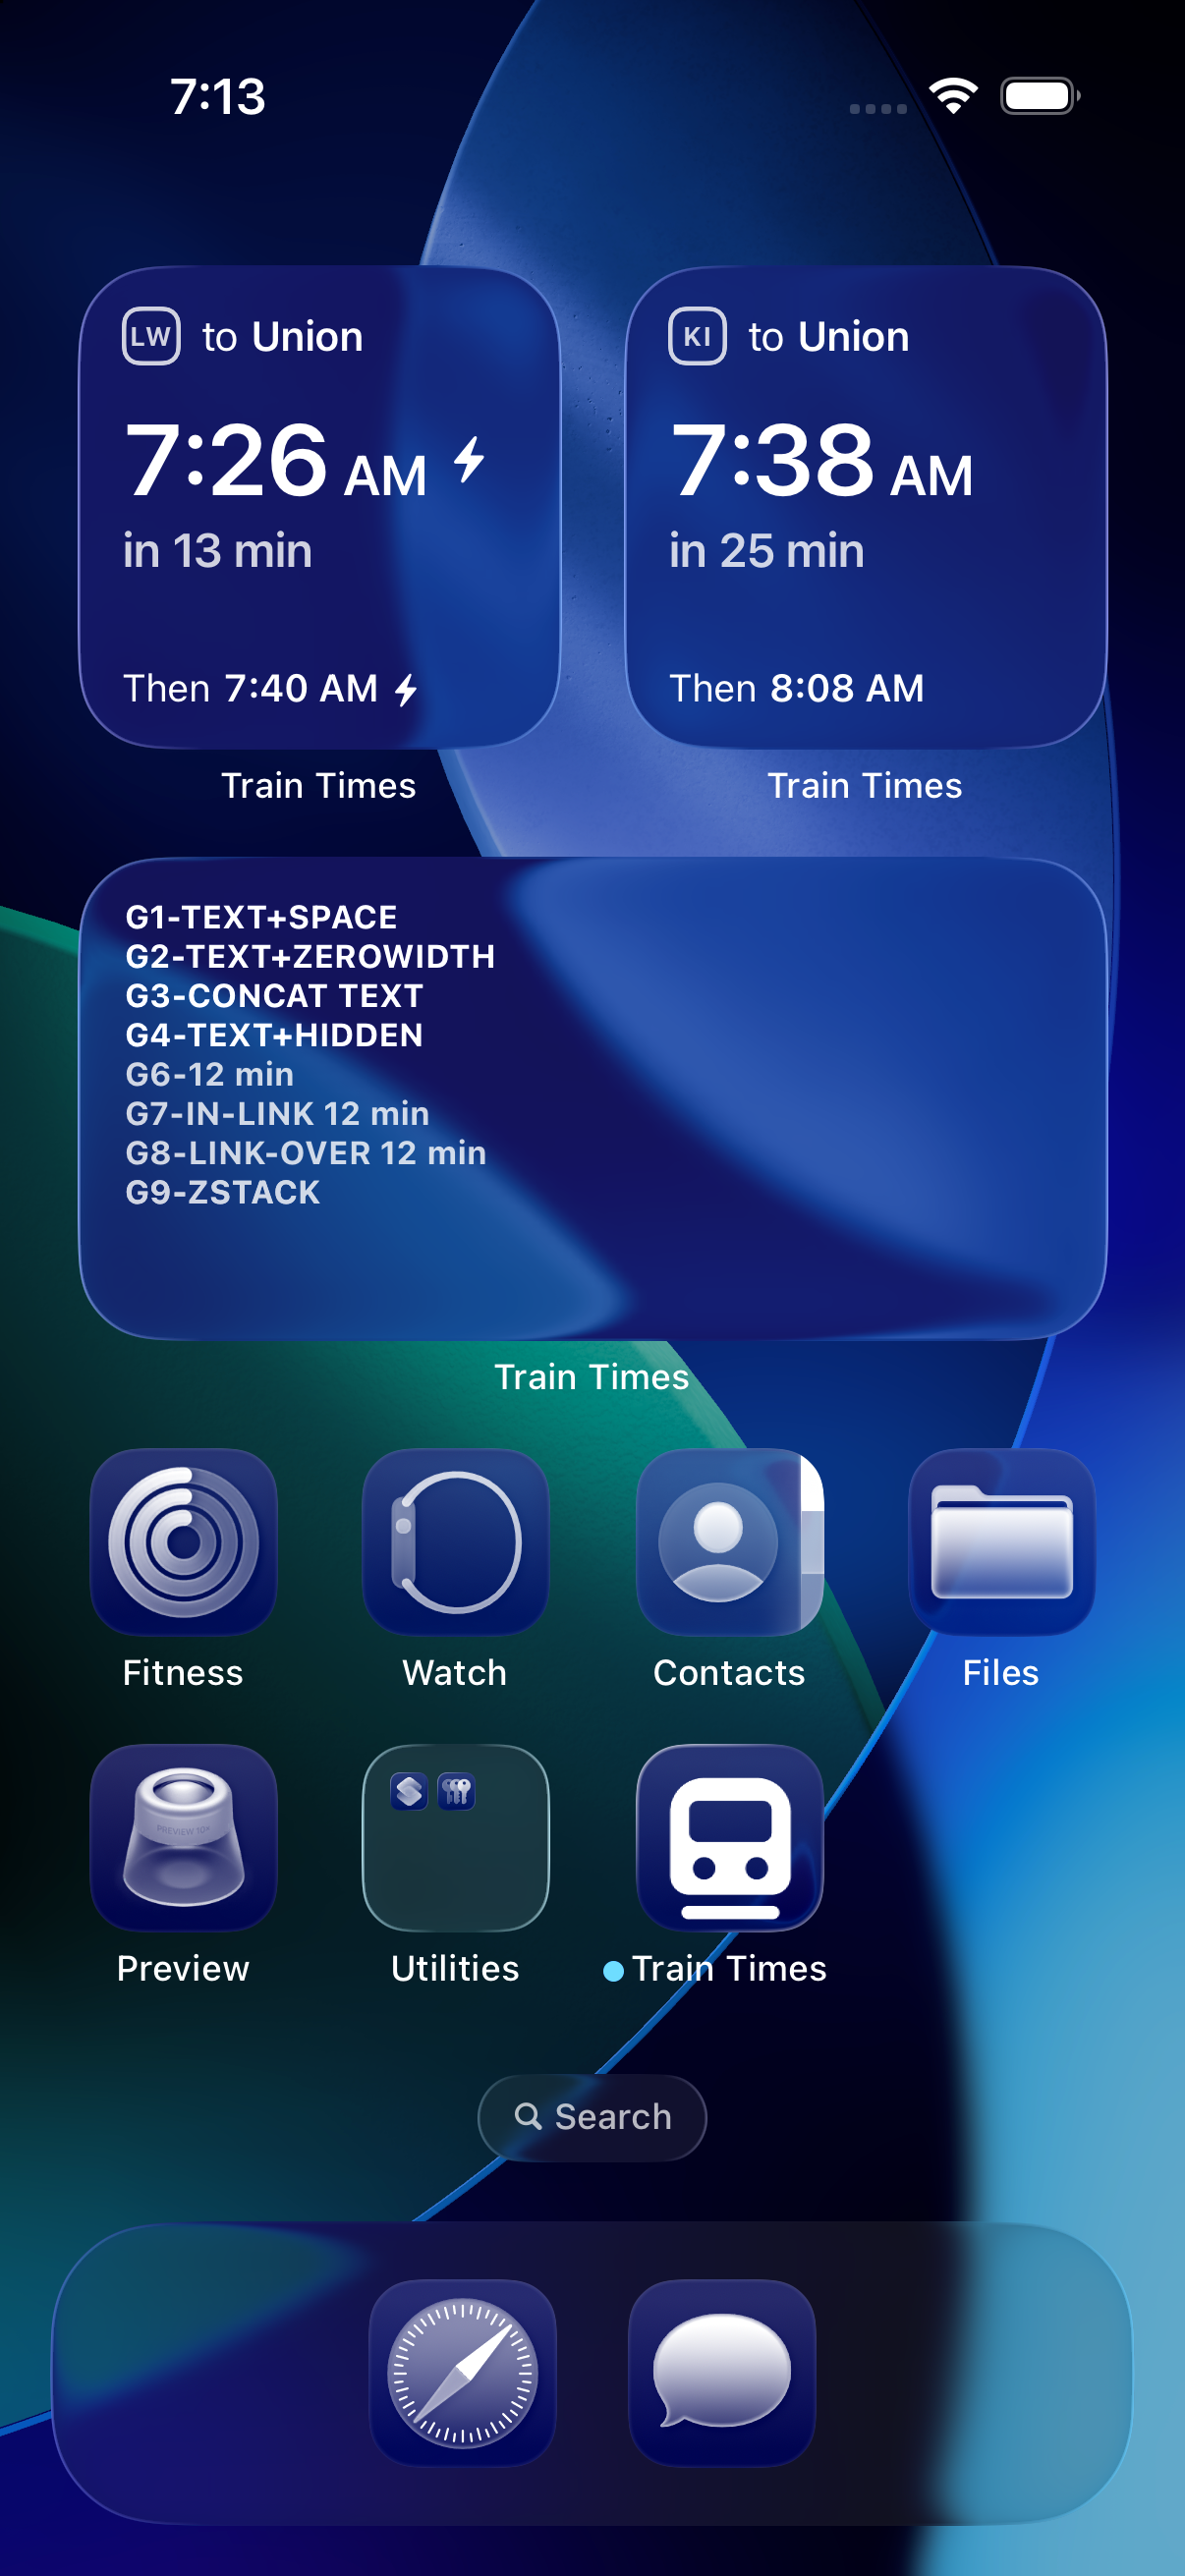 7:13
LW to Union
7:26 AM
in 13 min
Then 7:40 AM
Train Times
KI to Union
7:38 AM
in 25 min
Then 8:08 AM
Train Times
G1-TEXT+SPACE
G2-TEXT+ZEROWIDTH
G3-CONCAT TEXT
G4-TEXT+HIDDEN
G6-12 min
G7-IN-LINK 12 min
G8-LINK-OVER 12 min
G9-ZSTACK
Train Times
Fitness
Watch
Contacts
Files
PREVIEW 10×
Preview
Utilities
Train Times
Search